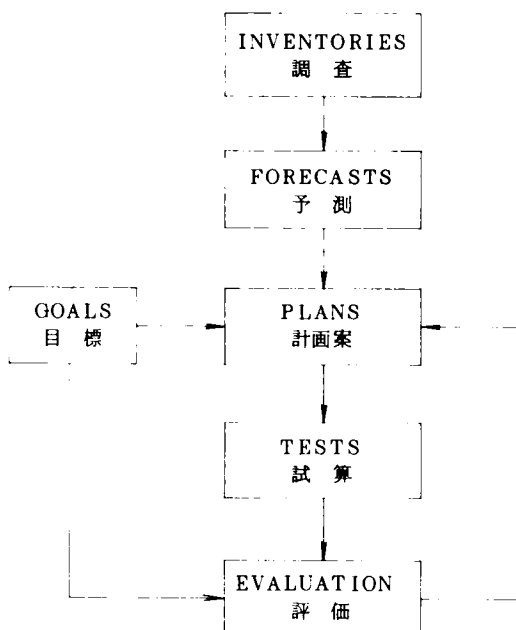 INVENTORIES
調査
FORECASTS
予測
GOALS
目標
PLANS
計画案
TESTS
試算
EVALUATION
評価